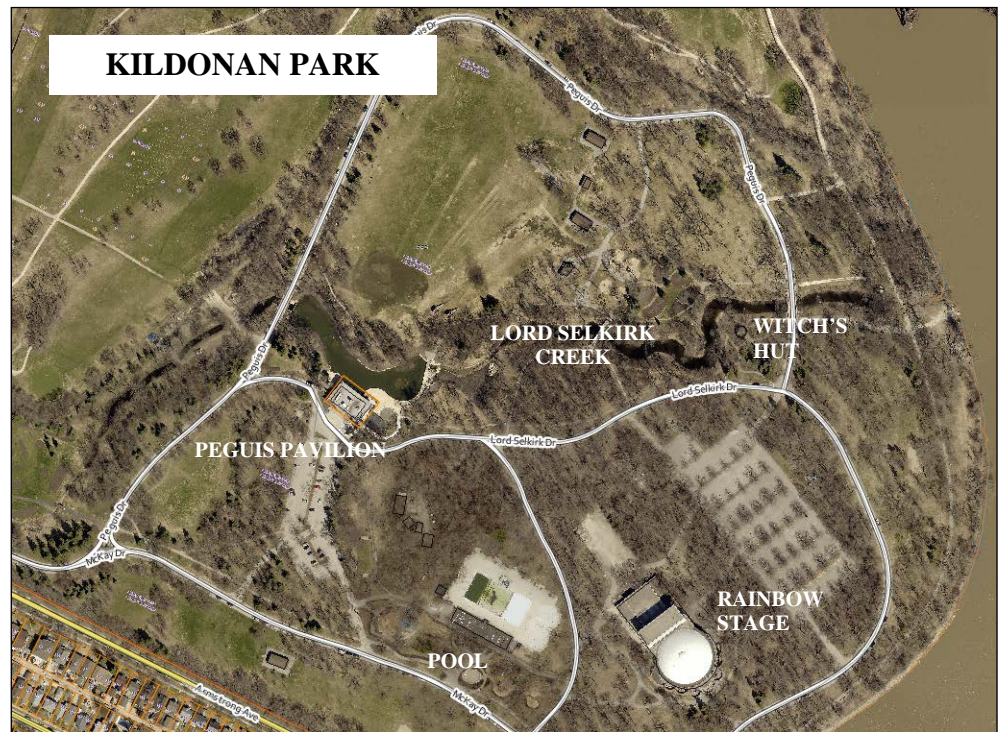 KILDONAN PARK
Peguis Dr
Peguis Dr
LORD SELKIRK
CREEK
WITCH'S
HUT
Peguis Dr
Lord Selkirk Dr
PEGUIS PAVILION
Lord Selkirk Dr
Peguis Dr
McKay Dr
RAINBOW
STAGE
POOL
McKay Dr
Armstrong Ave